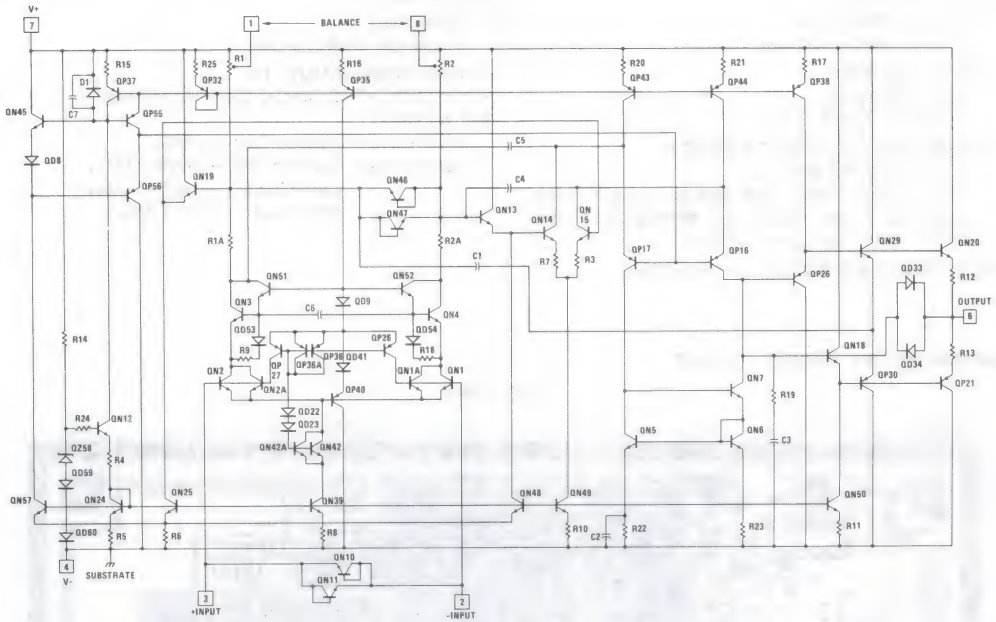 V+
7
1
BALANCE
8
R15
R25
R1
R16
R2
R20
R21
R17
QP37
D1
QP32
QP35
QP43
QP44
QP38
C7
QN45
QP55
C5
QD8
QN19
QN46
C4
QP56
QN47
QN13
QN14
QN
15
R1A
R2A
R7
R3
QP17
QP16
QN29
QN20
C1
QP26
QD33
R12
QN51
QN52
QD9
OUTPUT
6
QN3
C6
QN4
R14
QD53
QD54
QP26
QD34
R13
R9
QP
27
QP36A
QP36
QD41
R18
QN18
QN2
QN2A
QN1A
QN1
QP30
QP21
QP40
QN7
R19
QD22
QD23
R24
QN12
QN5
QN6
QN42A
QN42
C3
QZ58
R4
QD59
QN57
QN24
QN25
QN39
QN48
QN49
QN50
QD60
R5
R6
R8
R10
C2
R22
R23
R11
4
V-
SUBSTRATE
QN10
QN11
3
+INPUT
2
-INPUT